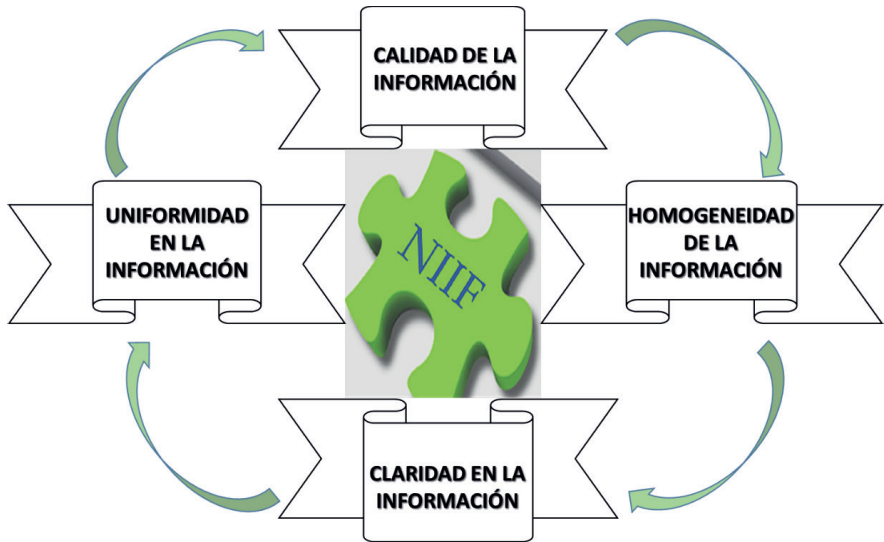 CALIDAD DE LA
INFORMACIÓN
UNIFORMIDAD
EN LA
INFORMACIÓN
NIIF
HOMOGENEIDAD
DE LA
INFORMACIÓN
CLARIDAD EN LA
INFORMACIÓN